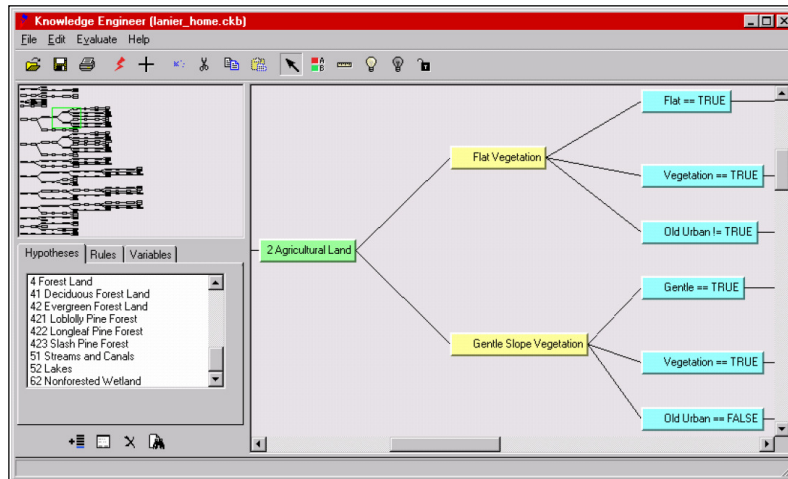 Knowledge Engineer (lanier_home.ckb)
File Edit Evaluate Help
A
B
Hypotheses Rules Variables
4 Forest Land
41 Deciduous Forest Land
42 Evergreen Forest Land
421 Loblolly Pine Forest
422 Longleaf Pine Forest
423 Slash Pine Forest
51 Streams and Canals
52 Lakes
62 Nonforested Wetland
2 Agricultural Land
Flat Vegetation
Gentle Slope Vegetation
Flat == TRUE
Vegetation == TRUE
Old Urban != TRUE
Gentle == TRUE
Vegetation == TRUE
Old Urban == FALSE